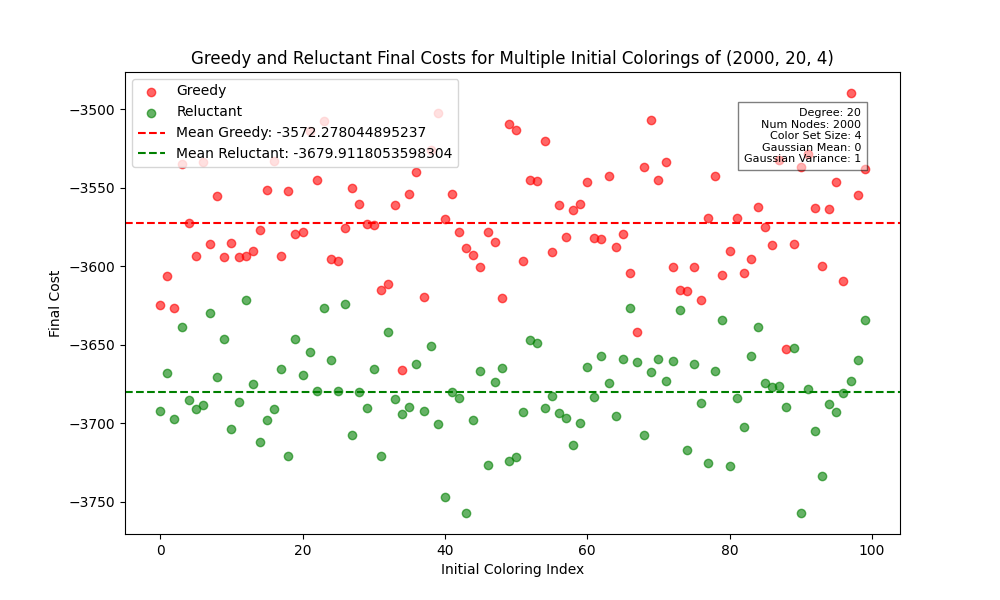 Greedy and Reluctant Final Costs for Multiple Initial Colorings of (2000, 20, 4)
Greedy
Reluctant
Mean Greedy: -3572.278044895237
Mean Reluctant: -3679.9118053598304
Degree: 20
Num Nodes: 2000
Color Set Size: 4
Gaussian Mean: 0
Gaussian Variance: 1
Final Cost
−3500
−3550
−3600
−3650
−3700
−3750
0 20 40 60 80 100
Initial Coloring Index